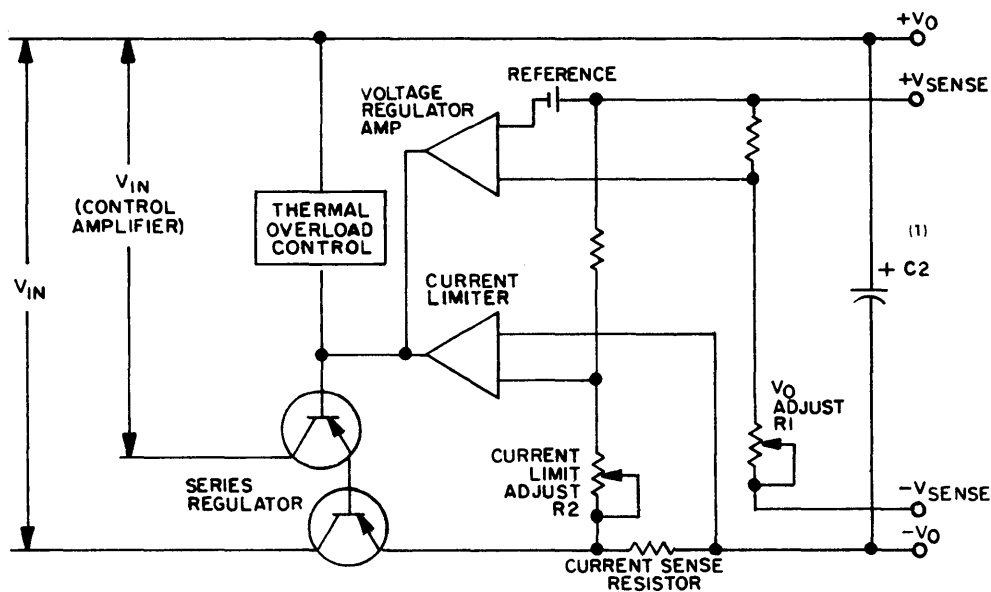 +VO
REFERENCE
+VSENSE
VOLTAGE
REGULATOR
AMP
VIN
(CONTROL
AMPLIFIER)
THERMAL
OVERLOAD
CONTROL
(1)
+ C2
VIN
CURRENT
LIMITER
VO
ADJUST
R1
CURRENT
LIMIT
ADJUST
R2
SERIES
REGULATOR
-VSENSE
-VO
CURRENT SENSE
RESISTOR